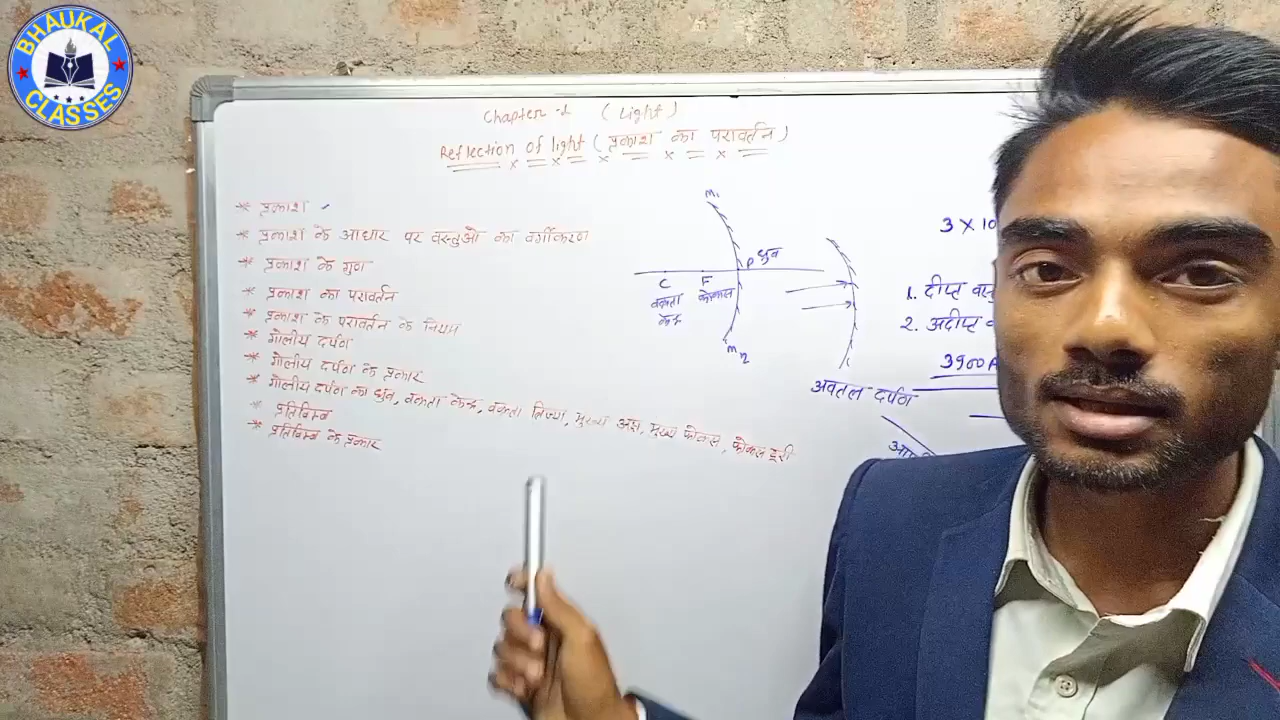 BHAUKAL
CLASSES
Chapter-1 (Light)
Reflection of light (प्रकाश का परावर्तन)
* प्रकाश
* प्रकाश के आधार पर वस्तुओ का वर्गीकरण
* प्रकाश के गुण
* प्रकाश का परावर्तन
* प्रकाश के परावर्तन के नियम
* गोलीय दर्पण
* गोलीय दर्पण के प्रकार
* गोलीय दर्पण का ध्रुव, वक्रता केन्द्र, वक्रता त्रिज्या, मुख्य अक्ष, मुख्य फोकस, फोकस दूरी
* प्रतिबिम्ब
* प्रतिबिम्ब के प्रकार
M1
P ध्रुव
C F
वक्रता फोकस
केन्द्र
M2
अवतल दर्पण
3 X 10
1. दीप्त
2. अदीप्त
3900 A